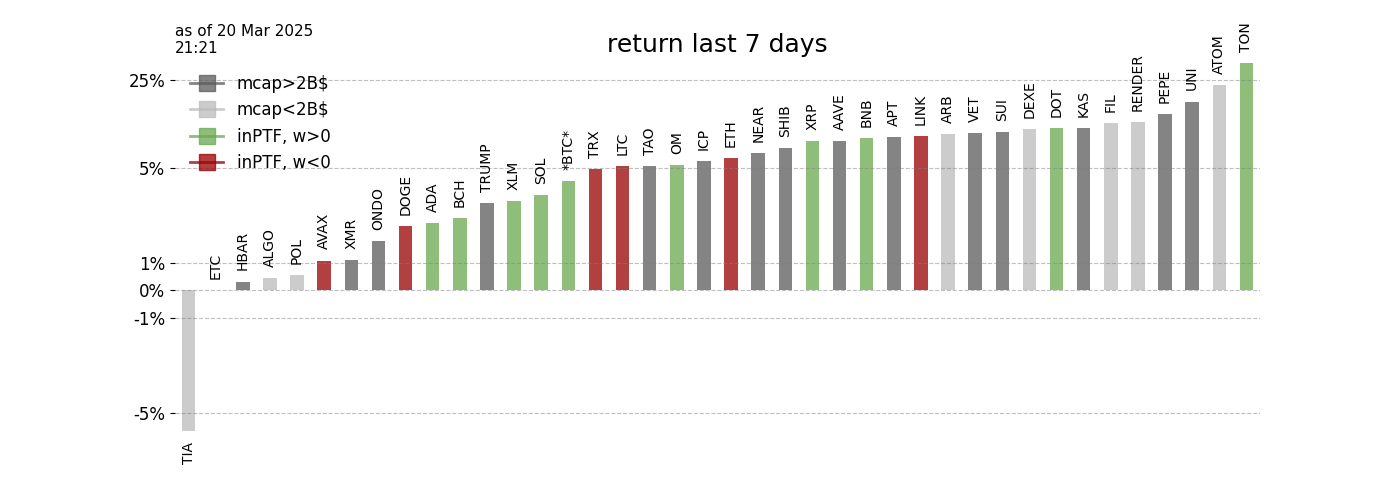 as of 20 Mar 2025
21:21
return last 7 days
mcap>2B$
mcap<2B$
inPTF, w>0
inPTF, w<0
25%
5%
1%
0%
-1%
-5%
TIA
ETC
HBAR
ALGO
POL
AVAX
XMR
ONDO
DOGE
ADA
BCH
TRUMP
XLM
SOL
*BTC*
TRX
LTC
TAO
OM
ICP
ETH
NEAR
SHIB
XRP
AAVE
BNB
APT
LINK
ARB
VET
SUI
DEXE
DOT
KAS
FIL
RENDER
PEPE
UNI
ATOM
TON